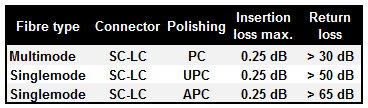 Fibre type Connector Polishing Insertion loss max. Return loss
Multimode SC-LC PC 0.25 dB > 30 dB
Singlemode SC-LC UPC 0.25 dB > 50 dB
Singlemode SC-LC APC 0.25 dB > 65 dB